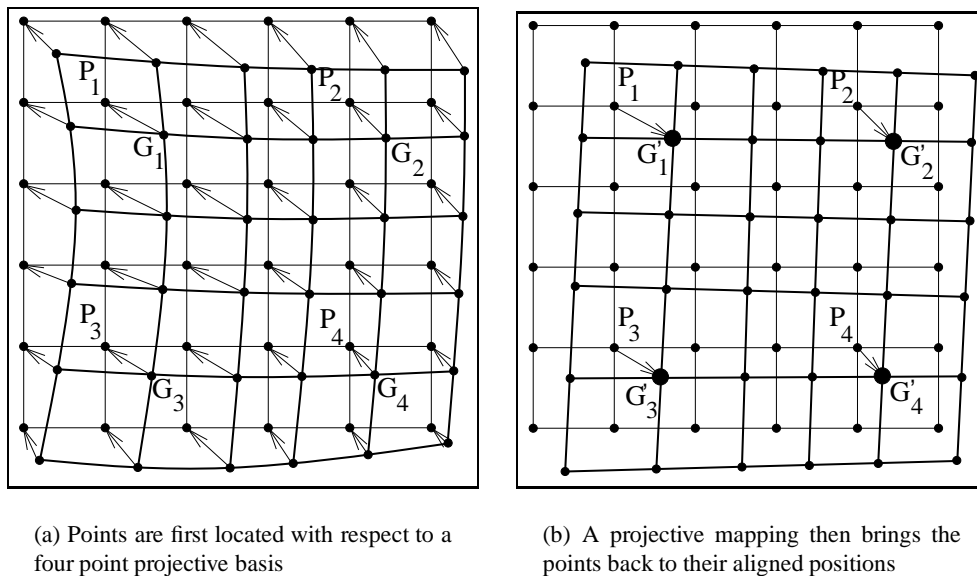 P1
P2
G1
G2
P3
P4
G3
G4
P1
P2
G'1
G'2
P3
P4
G'3
G'4
(a) Points are first located with respect to a
four point projective basis
(b) A projective mapping then brings the
points back to their aligned positions